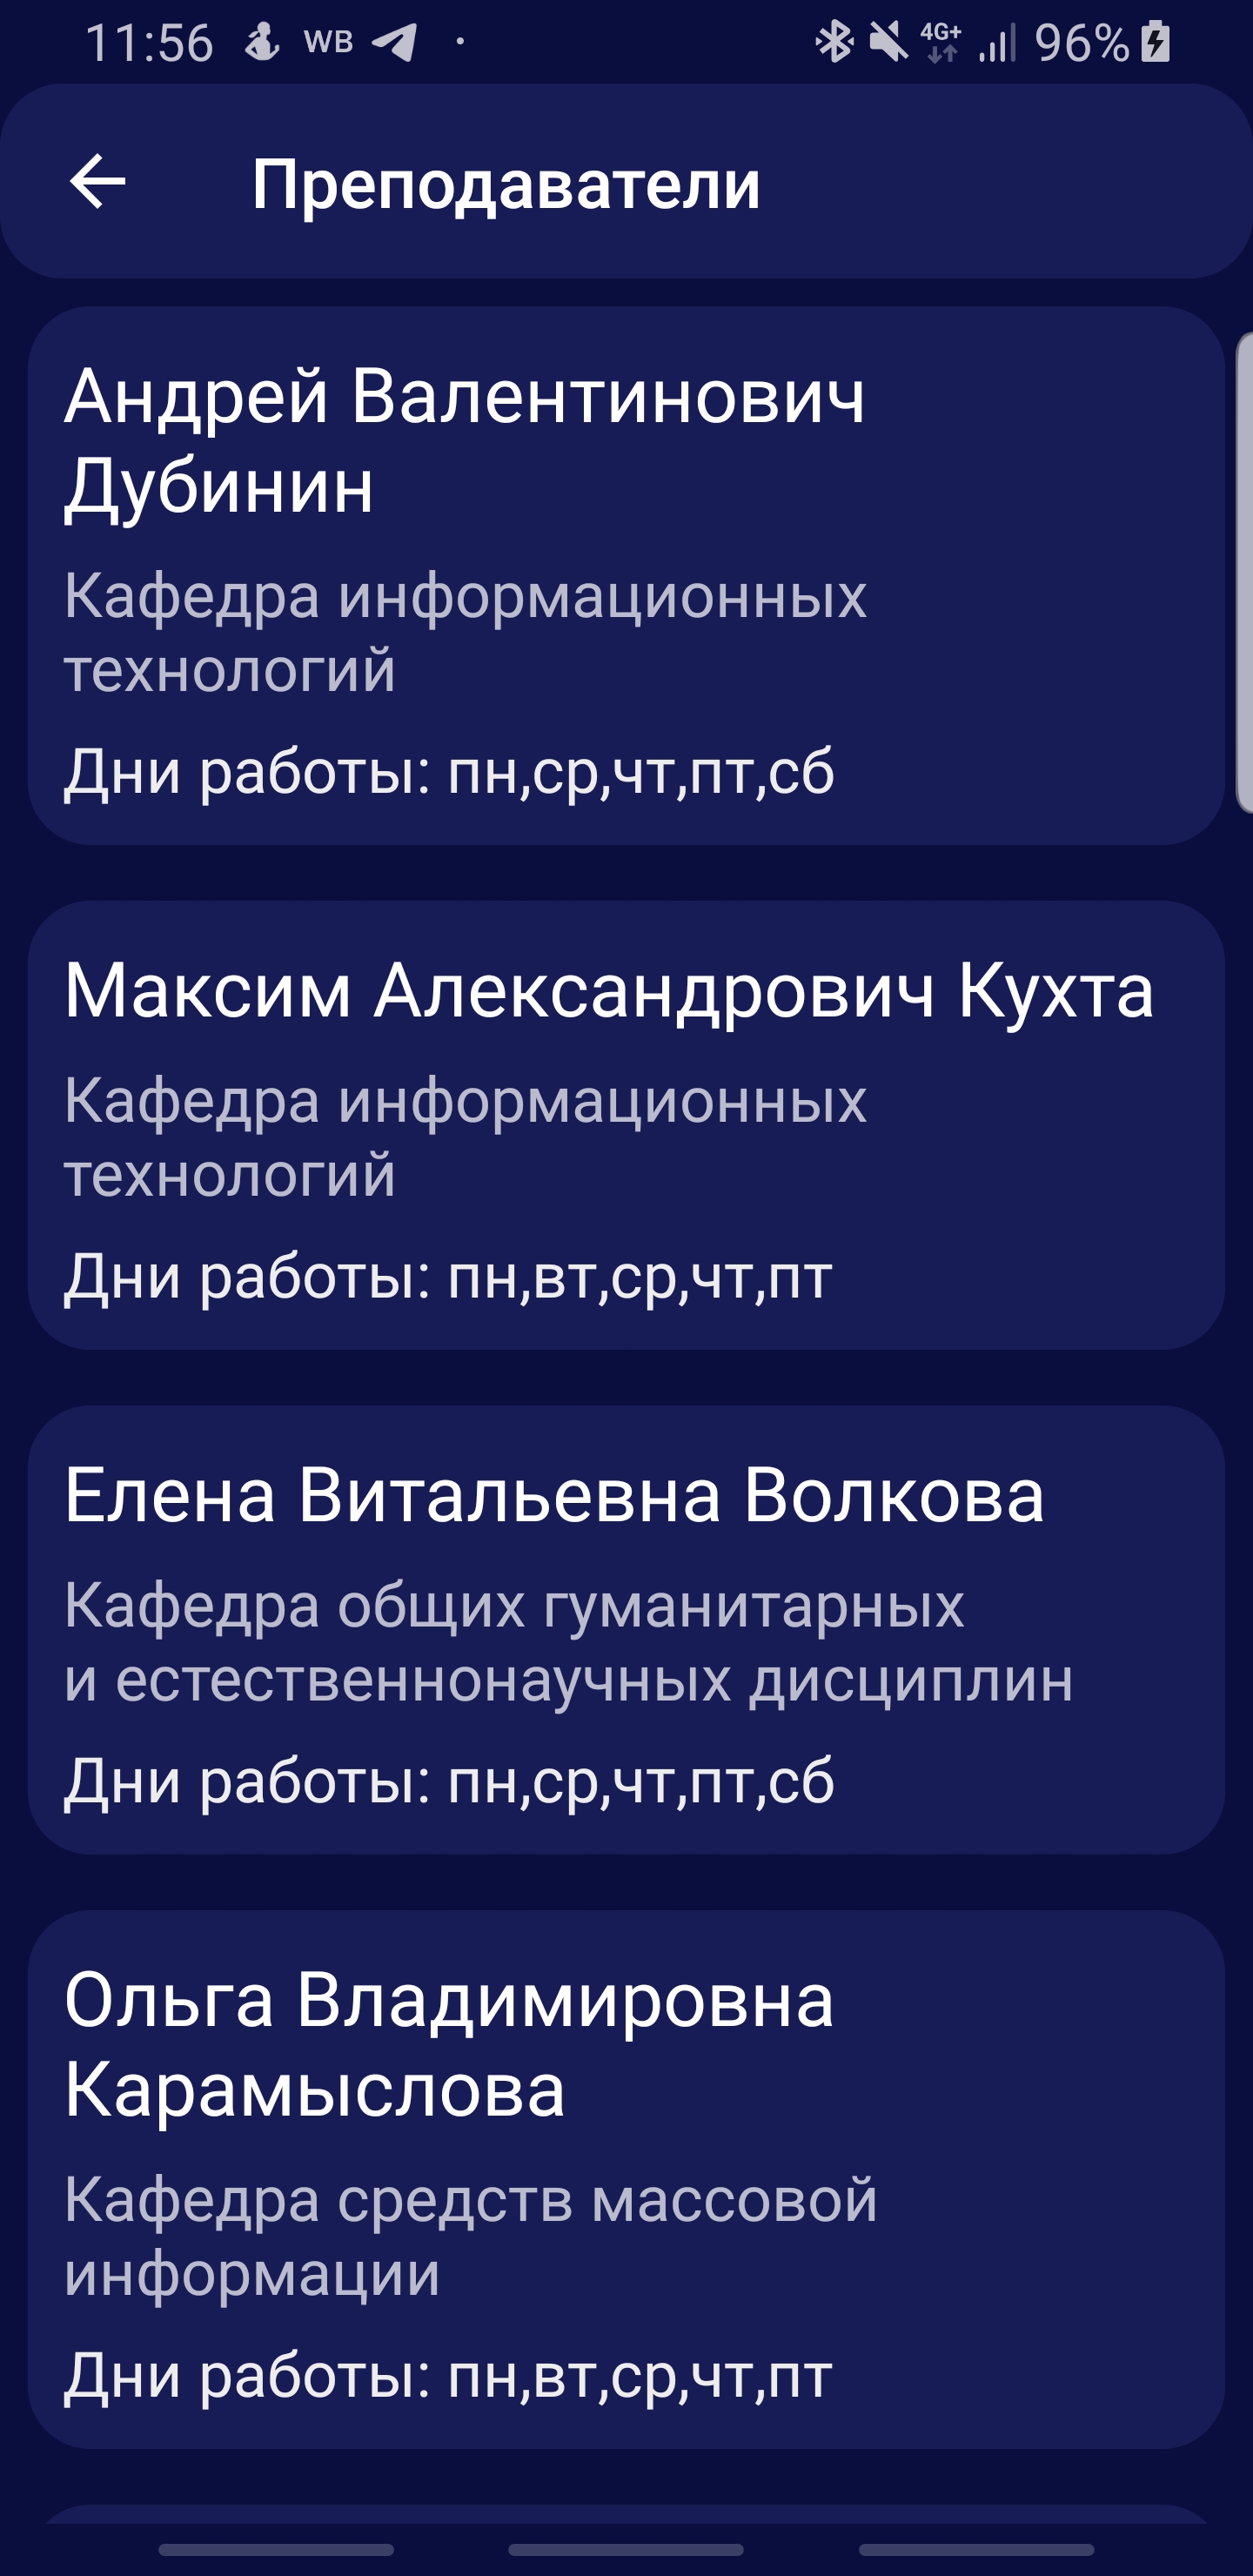 11:56 WB 4G+ 96%
Преподаватели
Андрей Валентинович
Дубинин
Кафедра информационных
технологий
Дни работы: пн,ср,чт,пт,сб
Максим Александрович Кухта
Кафедра информационных
технологий
Дни работы: пн,вт,ср,чт,пт
Елена Витальевна Волкова
Кафедра общих гуманитарных
и естественнонаучных дисциплин
Дни работы: пн,ср,чт,пт,сб
Ольга Владимировна
Карамыслова
Кафедра средств массовой
информации
Дни работы: пн,вт,ср,чт,пт